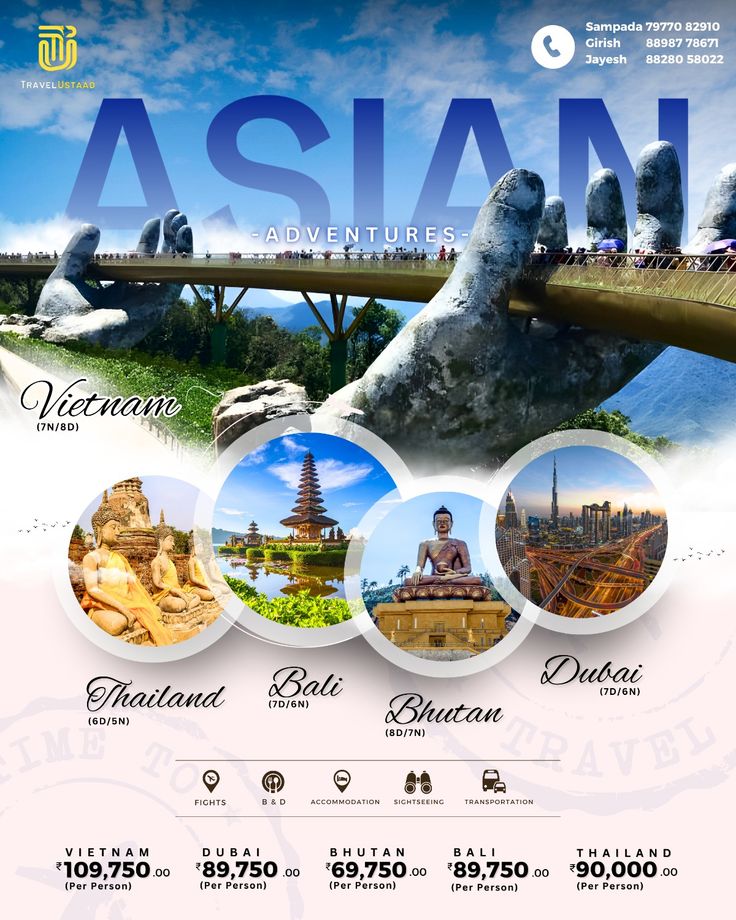 Sampada 79770 82910
Girish 88987 78671
Jayesh 88280 58022
TRAVELUSTAAD
ASIAN
-ADVENTURES-
Vietnam
(7N/8D)
Thailand
(6D/5N)
Bali
(7D/6N)
Bhutan
(8D/7N)
Dubai
(7D/6N)
TIME TO
TRAVEL
FIGHTS
B & D
ACCOMMODATION
SIGHTSEEING
TRANSPORTATION
VIETNAM
₹109,750.00
(Per Person)
DUBAI
₹89,750.00
(Per Person)
BHUTAN
₹69,750.00
(Per Person)
BALI
₹89,750.00
(Per Person)
THAILAND
₹90,000.00
(Per Person)